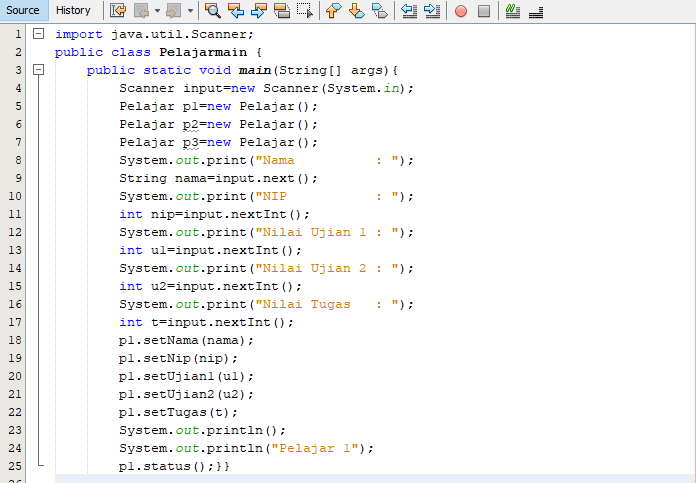 Source History
1 import java.util.Scanner;
2 public class Pelajarmain {
3 public static void main(String[] args){
4 Scanner input=new Scanner(System.in);
5 Pelajar p1=new Pelajar();
6 Pelajar p2=new Pelajar();
7 Pelajar p3=new Pelajar();
8 System.out.print("Nama           : ");
9 String nama=input.next();
10 System.out.print("NIP            : ");
11 int nip=input.nextInt();
12 System.out.print("Nilai Ujian 1 : ");
13 int u1=input.nextInt();
14 System.out.print("Nilai Ujian 2 : ");
15 int u2=input.nextInt();
16 System.out.print("Nilai Tugas   : ");
17 int t=input.nextInt();
18 p1.setNama(nama);
19 p1.setNip(nip);
20 p1.setUjian1(u1);
21 p1.setUjian2(u2);
22 p1.setTugas(t);
23 System.out.println();
24 System.out.println("Pelajar 1");
25 p1.status();}}